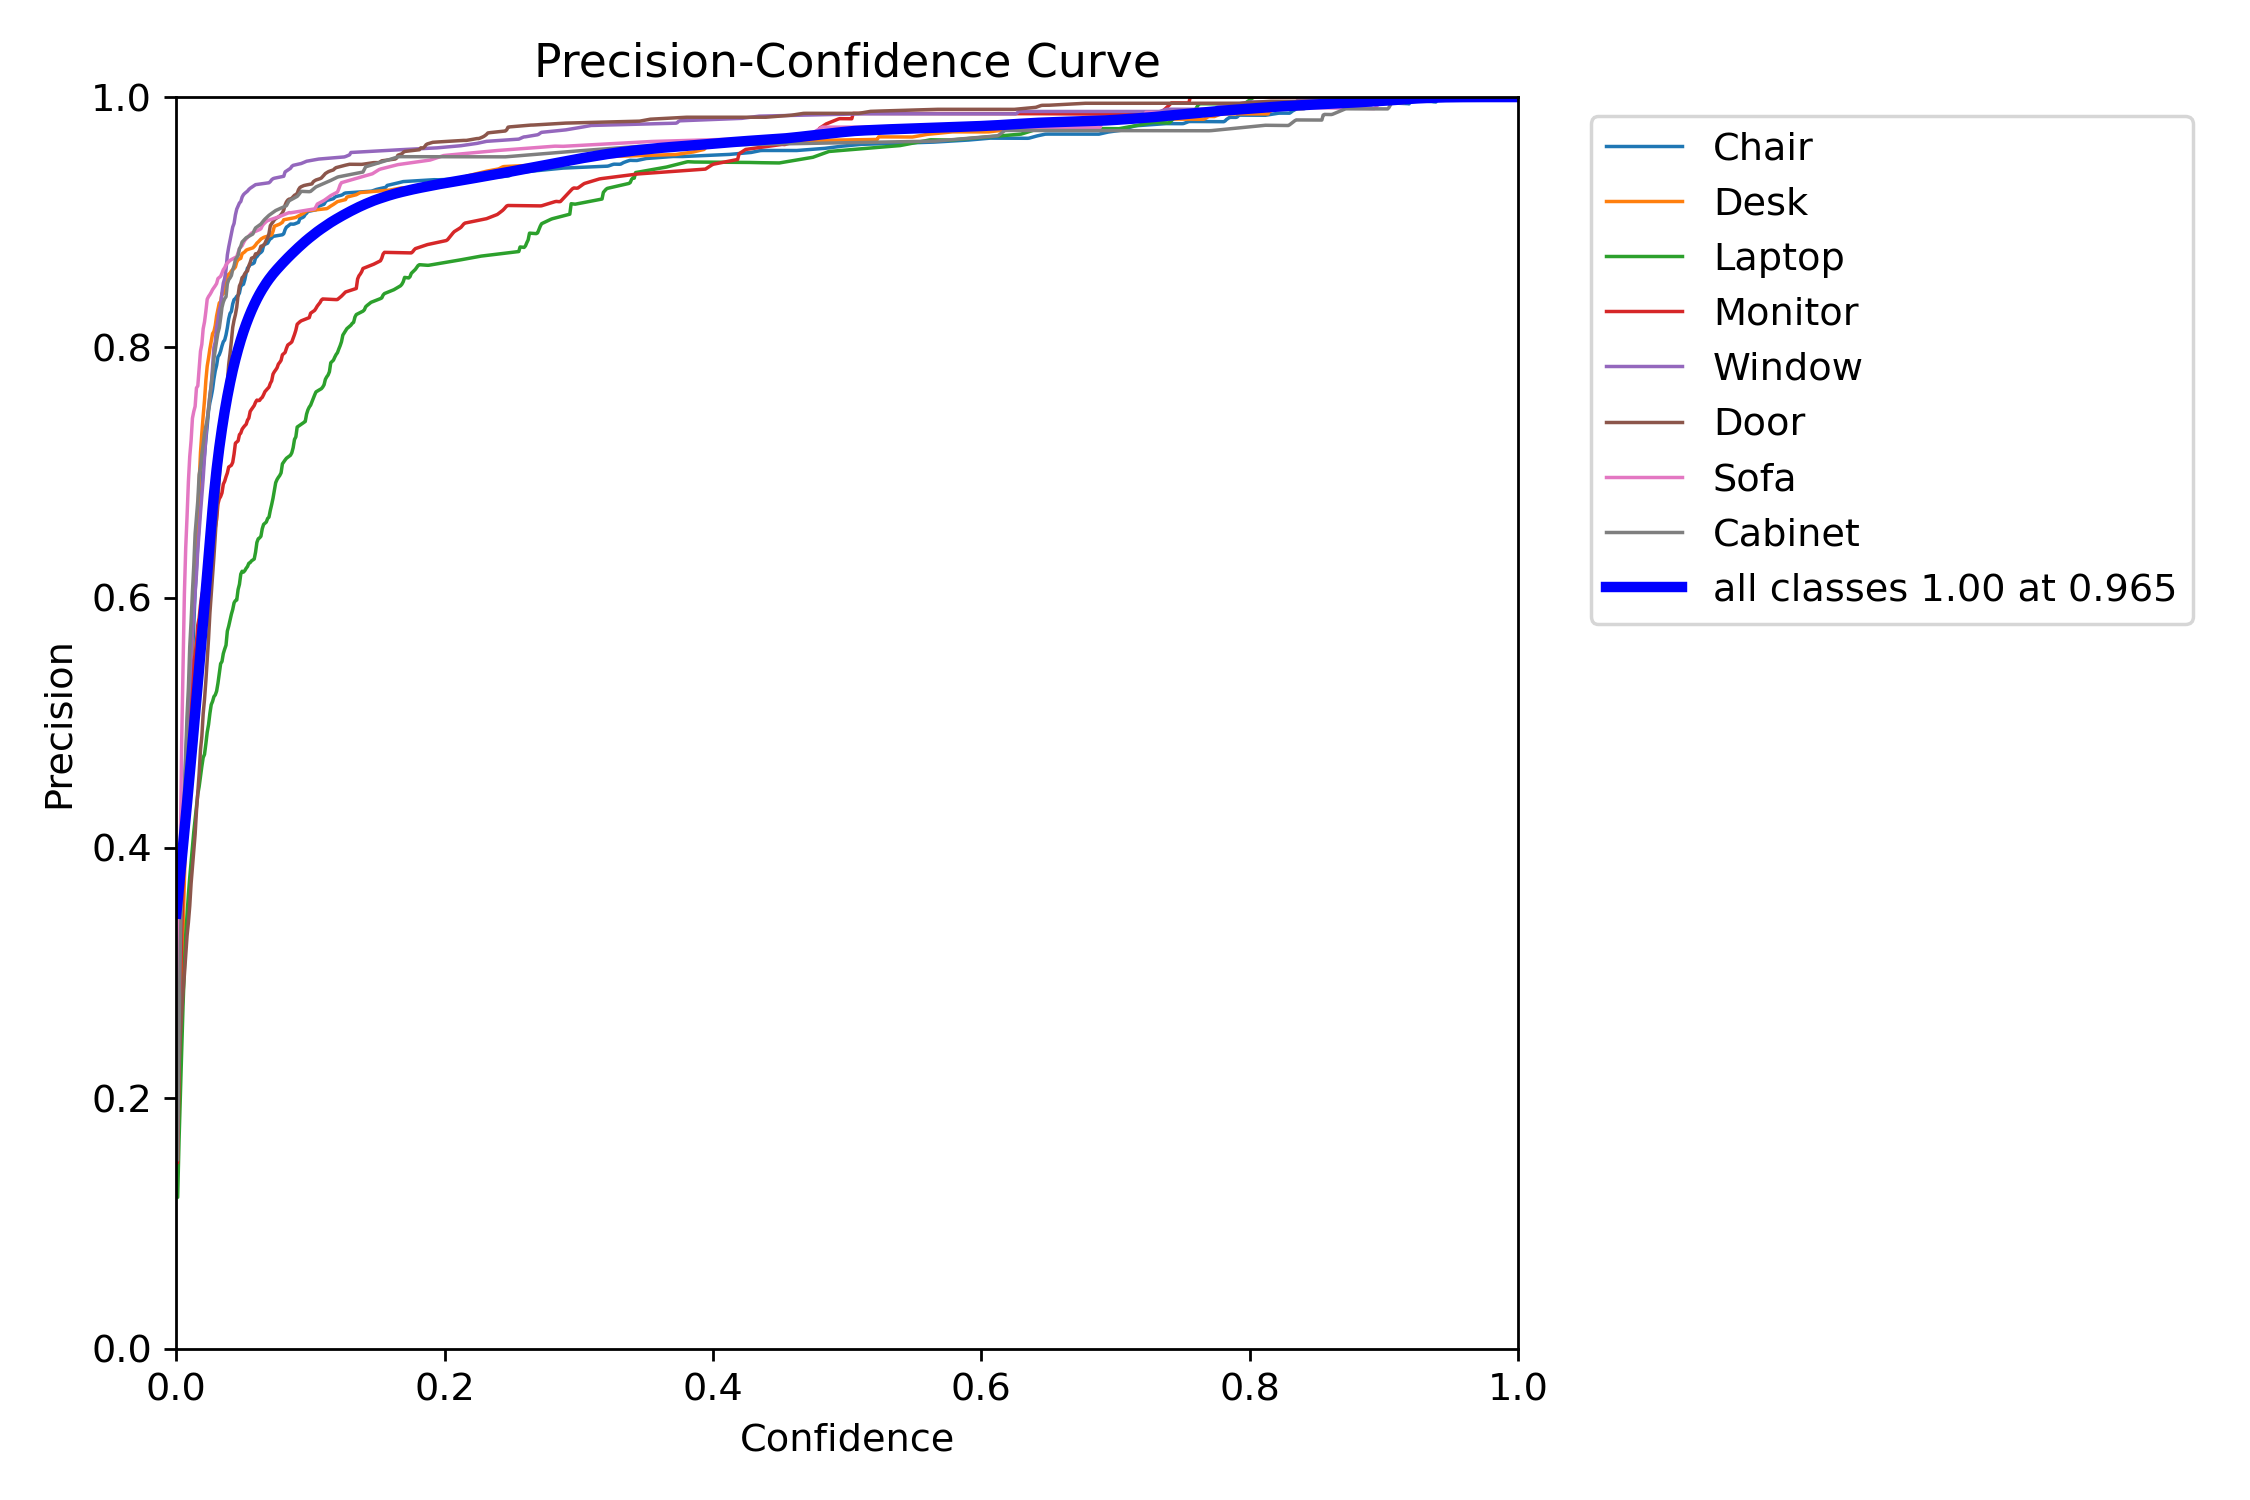 Precision-Confidence Curve
1.0
0.8
0.6
0.4
0.2
0.0
Precision
0.0 0.2 0.4 0.6 0.8 1.0
Confidence
Chair
Desk
Laptop
Monitor
Window
Door
Sofa
Cabinet
all classes 1.00 at 0.965